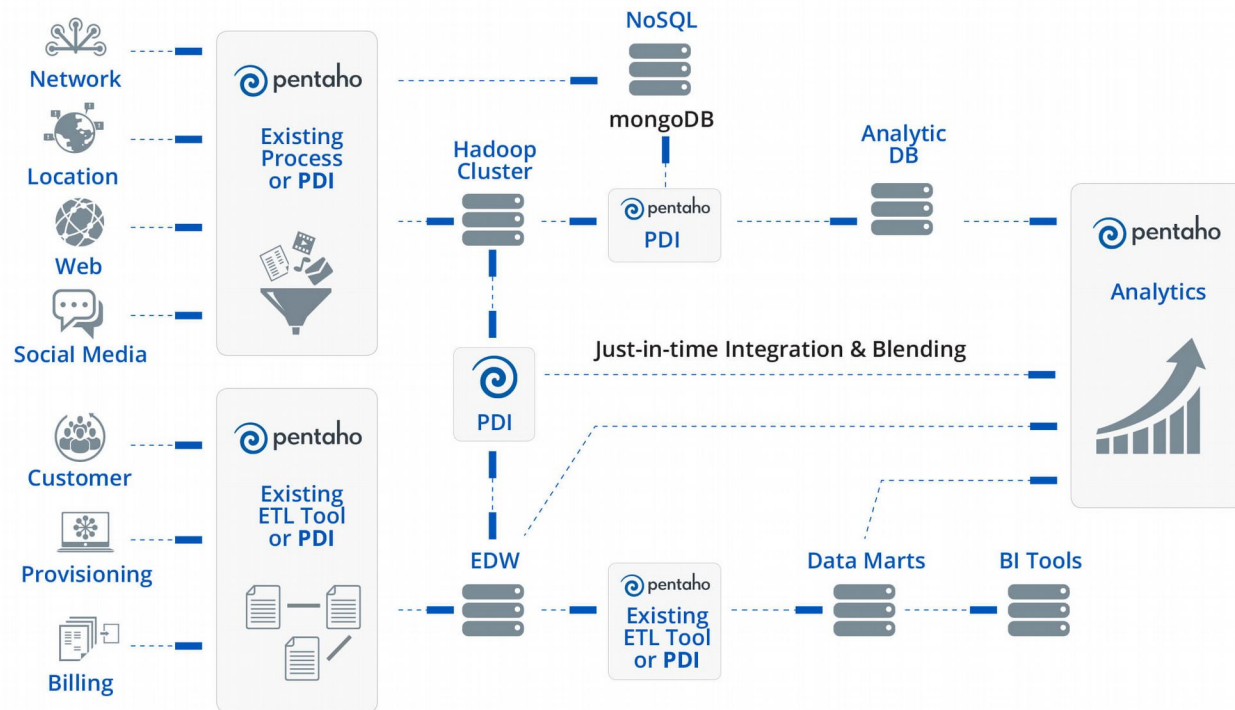 Network
Location
Web
Social Media
pentaho
Existing
Process
or PDI
NoSQL
mongoDB
Hadoop
Cluster
pentaho
PDI
Analytic
DB
pentaho
Analytics
PDI
Just-in-time Integration & Blending
Customer
Provisioning
Billing
pentaho
Existing
ETL Tool
or PDI
EDW
pentaho
Existing
ETL Tool
or PDI
Data Marts
BI Tools